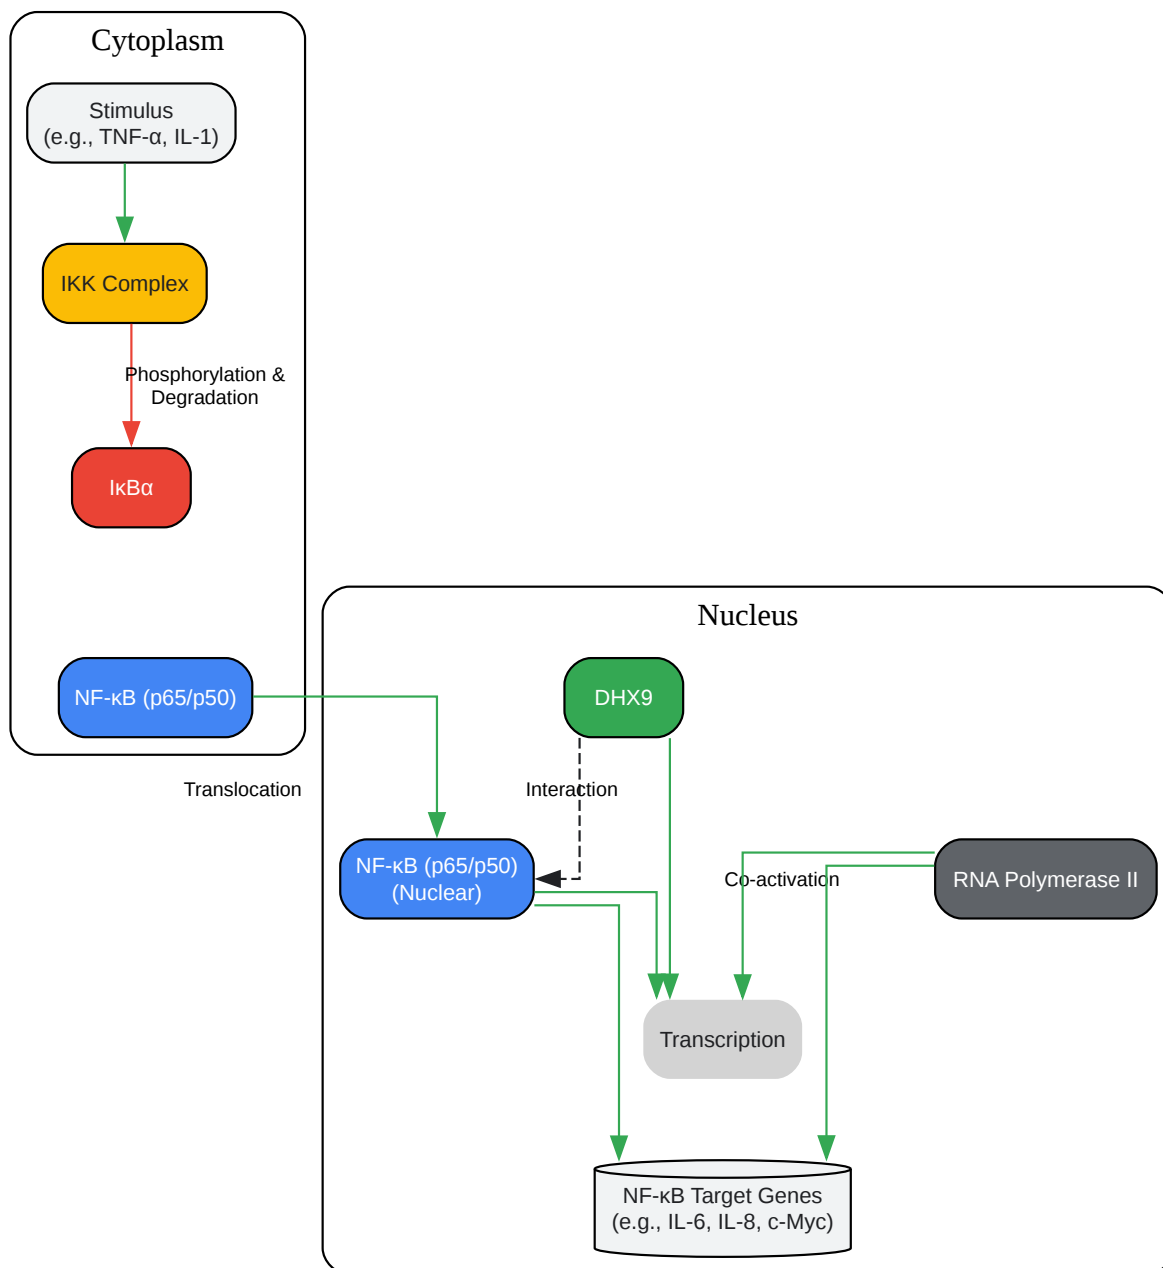 Cytoplasm
Stimulus
(e.g., TNF-α, IL-1)
IKK Complex
Phosphorylation &
Degradation
IκBα
NF-κB (p65/p50)
Translocation
Nucleus
DHX9
Interaction
NF-κB (p65/p50)
(Nuclear)
Co-activation
RNA Polymerase II
Transcription
NF-κB Target Genes
(e.g., IL-6, IL-8, c-Myc)